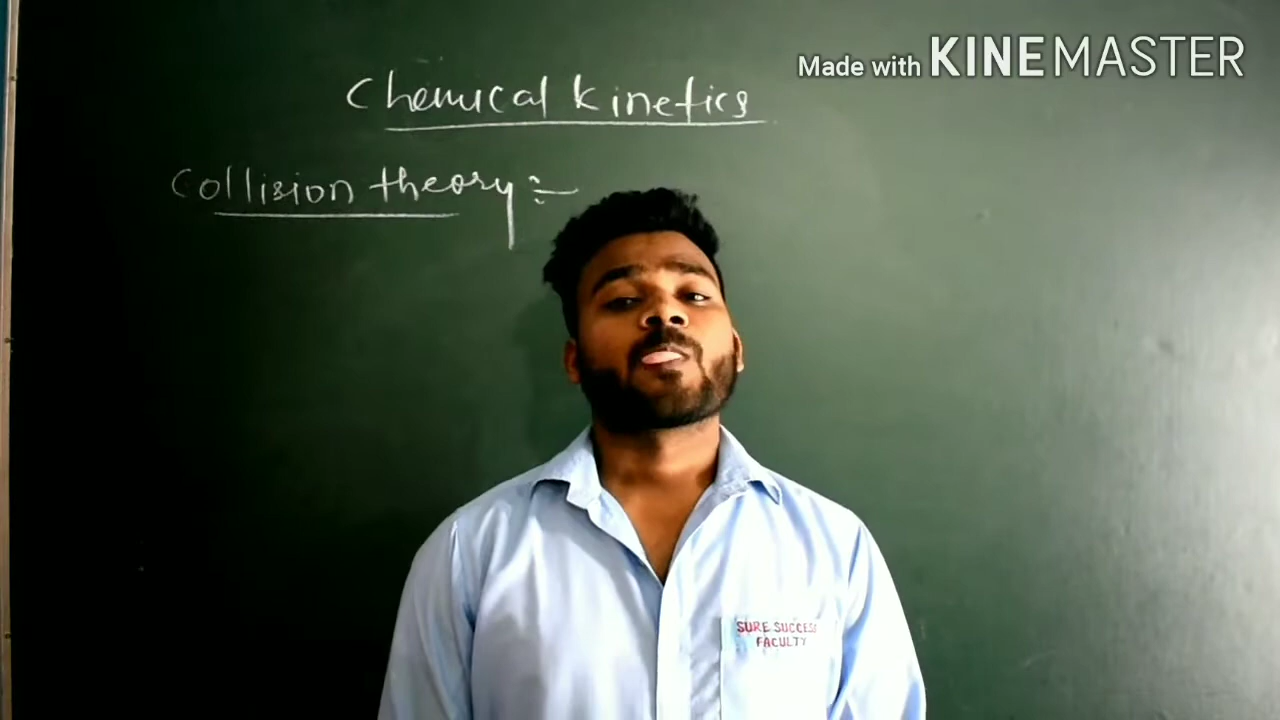 Made with KINEMASTER
Chemical kinetics
Collision theory :-
SURE SUCCESS
FACULTY